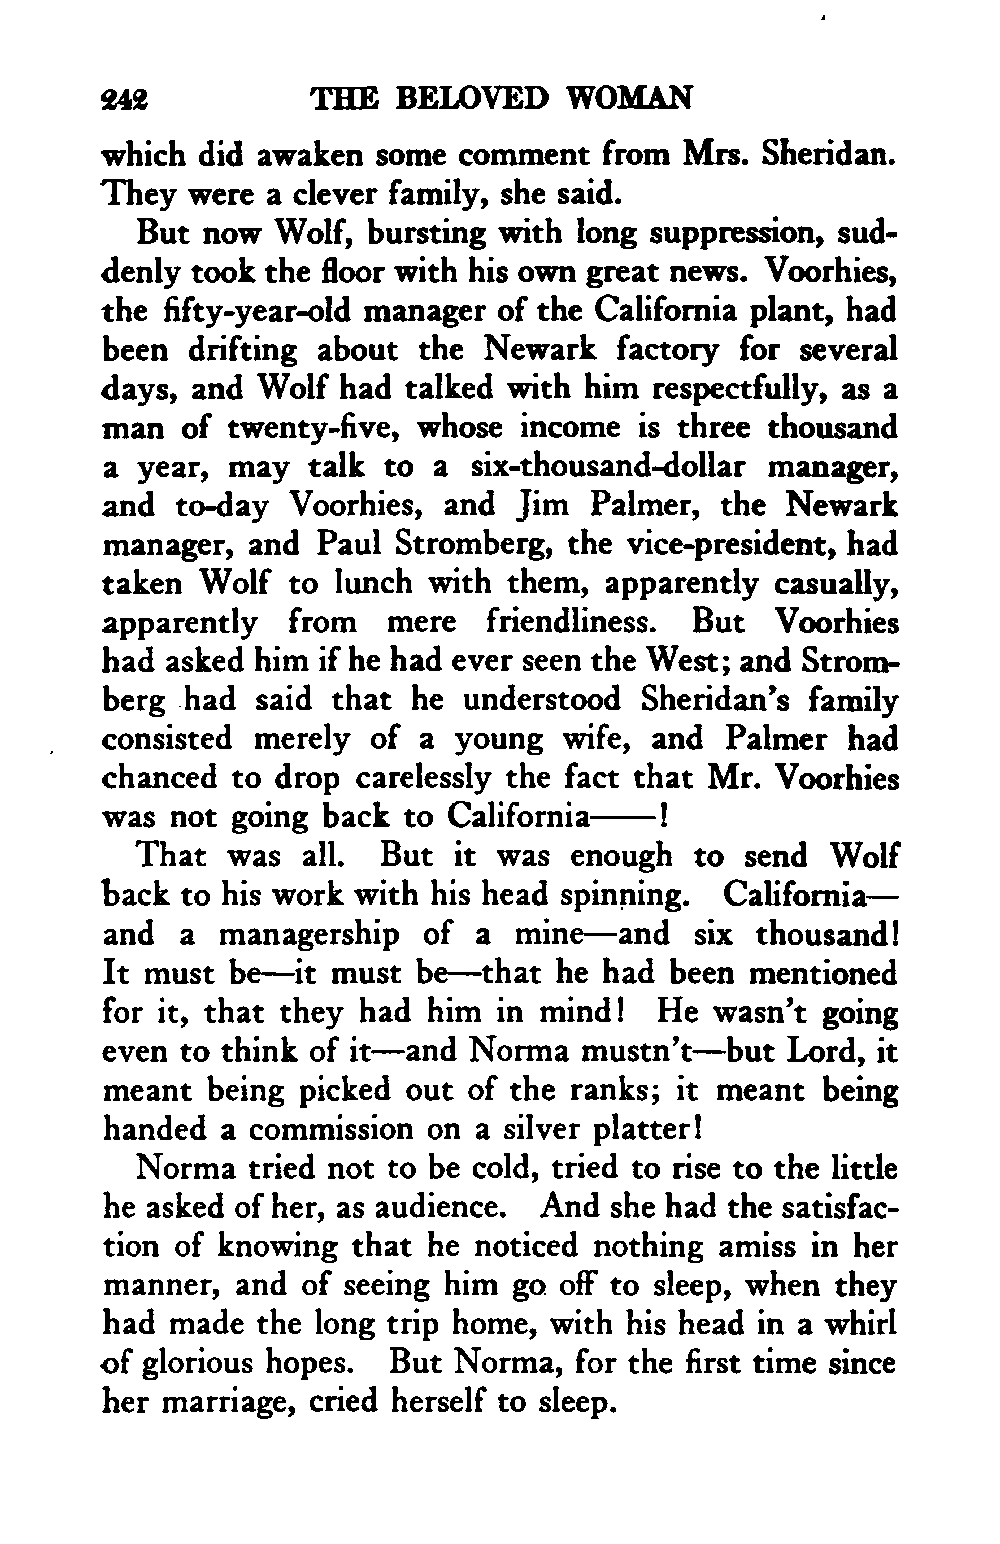 242 THE BELOVED WOMAN
which did awaken some comment from Mrs. Sheridan.
They were a clever family, she said.
But now Wolf, bursting with long suppression, sud-
denly took the floor with his own great news. Voorhies,
the fifty-year-old manager of the California plant, had
been drifting about the Newark factory for several
days, and Wolf had talked with him respectfully, as a
man of twenty-five, whose income is three thousand
a year, may talk to a six-thousand-dollar manager,
and to-day Voorhies, and Jim Palmer, the Newark
manager, and Paul Stromberg, the vice-president, had
taken Wolf to lunch with them, apparently casually,
apparently from mere friendliness. But Voorhies
had asked him if he had ever seen the West; and Strom-
berg had said that he understood Sheridan's family
consisted merely of a young wife, and Palmer had
chanced to drop carelessly the fact that Mr. Voorhies
was not going back to California——!
That was all. But it was enough to send Wolf
back to his work with his head spinning. California—
and a managership of a mine—and six thousand!
It must be—it must be—that he had been mentioned
for it, that they had him in mind! He wasn't going
even to think of it—and Norma mustn't—but Lord, it
meant being picked out of the ranks; it meant being
handed a commission on a silver platter!
Norma tried not to be cold, tried to rise to the little
he asked of her, as audience. And she had the satisfac-
tion of knowing that he noticed nothing amiss in her
manner, and of seeing him go off to sleep, when they
had made the long trip home, with his head in a whirl
of glorious hopes. But Norma, for the first time since
her marriage, cried herself to sleep.